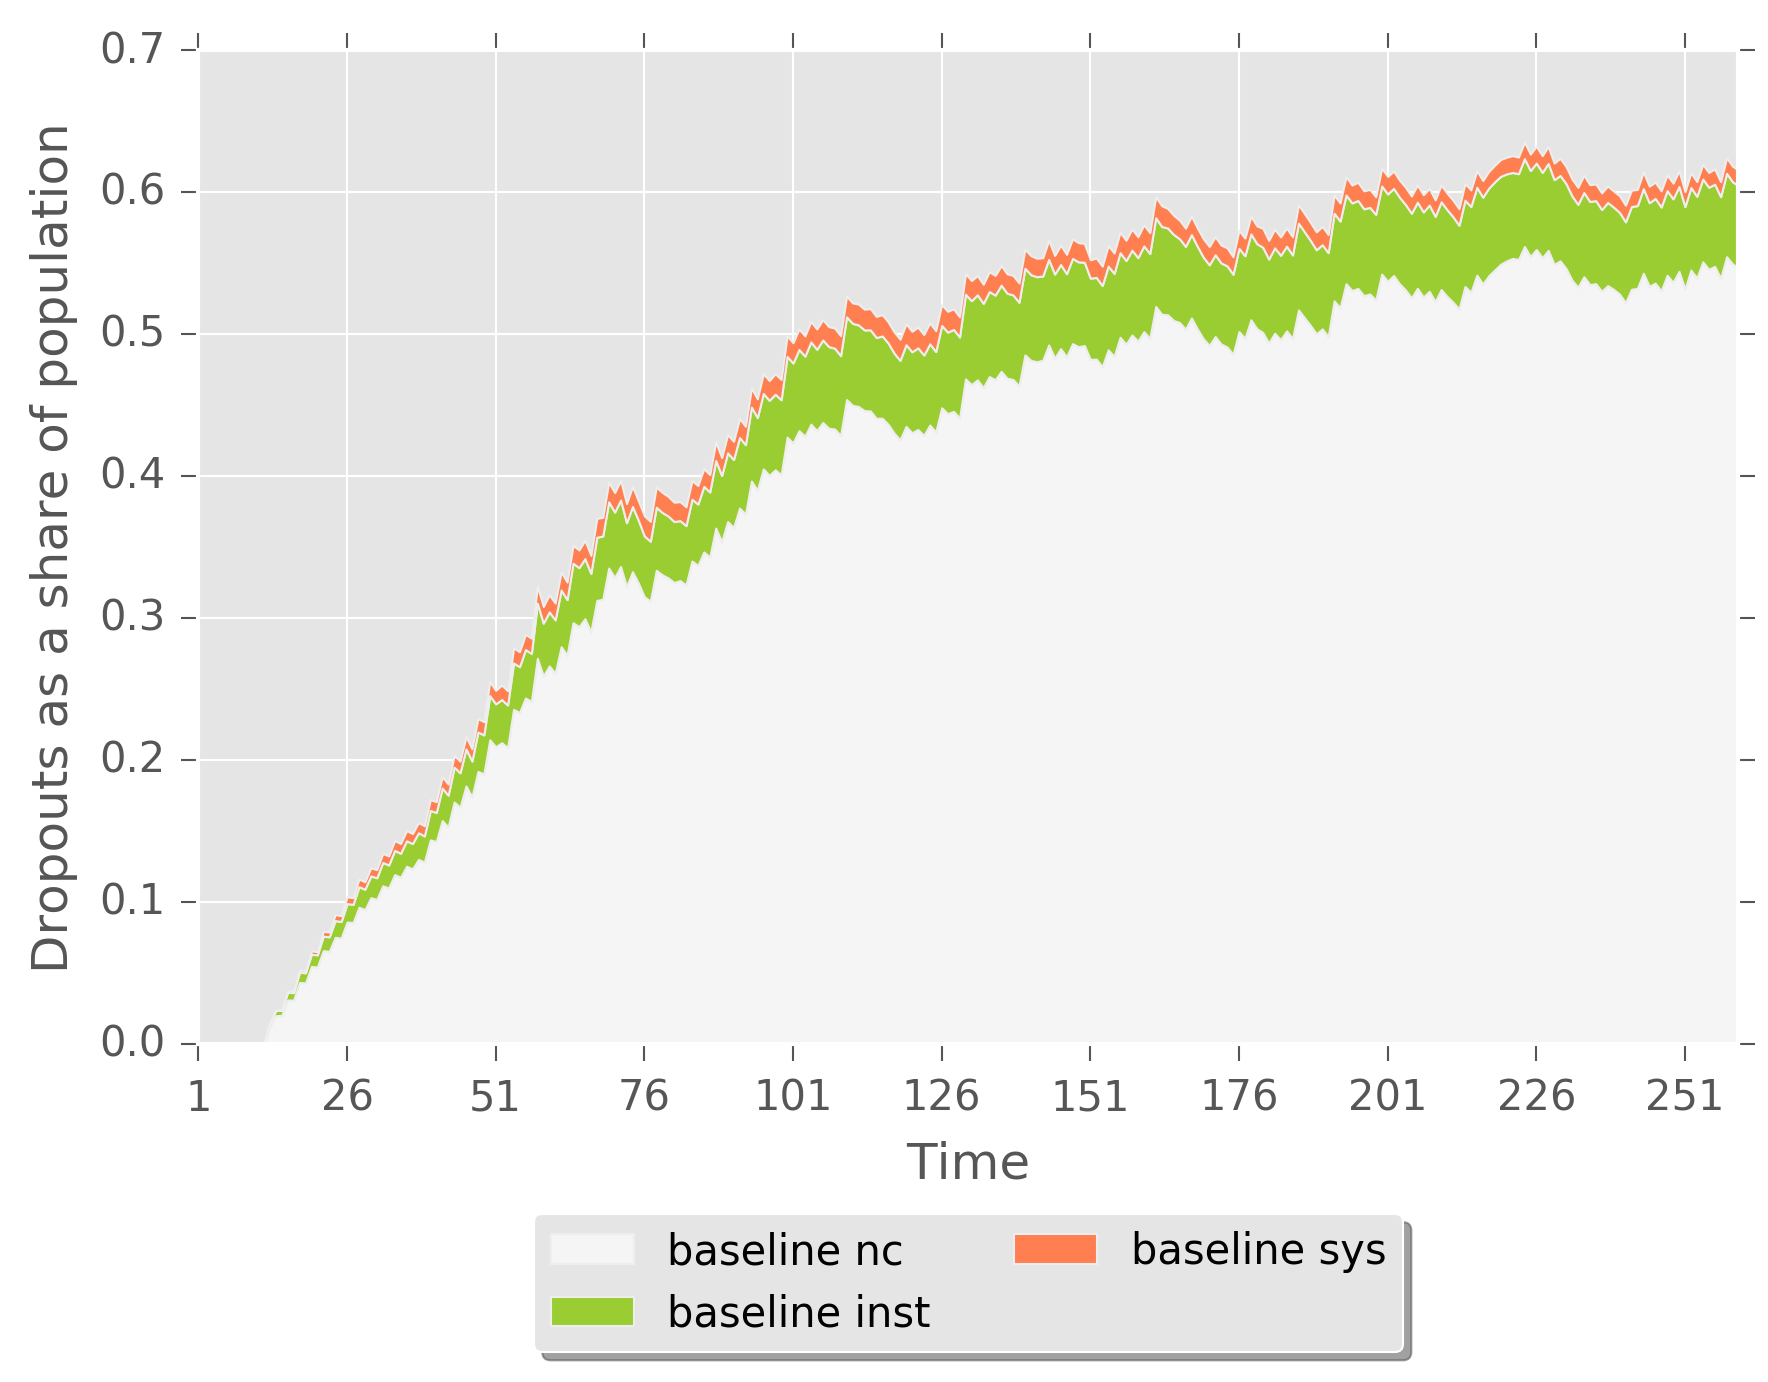 0.7
0.6
0.5
0.4
0.3
0.2
0.1
0.0
Dropouts as a share of population
1 26 51 76 101 126 151 176 201 226 251
Time
baseline nc baseline sys
baseline inst